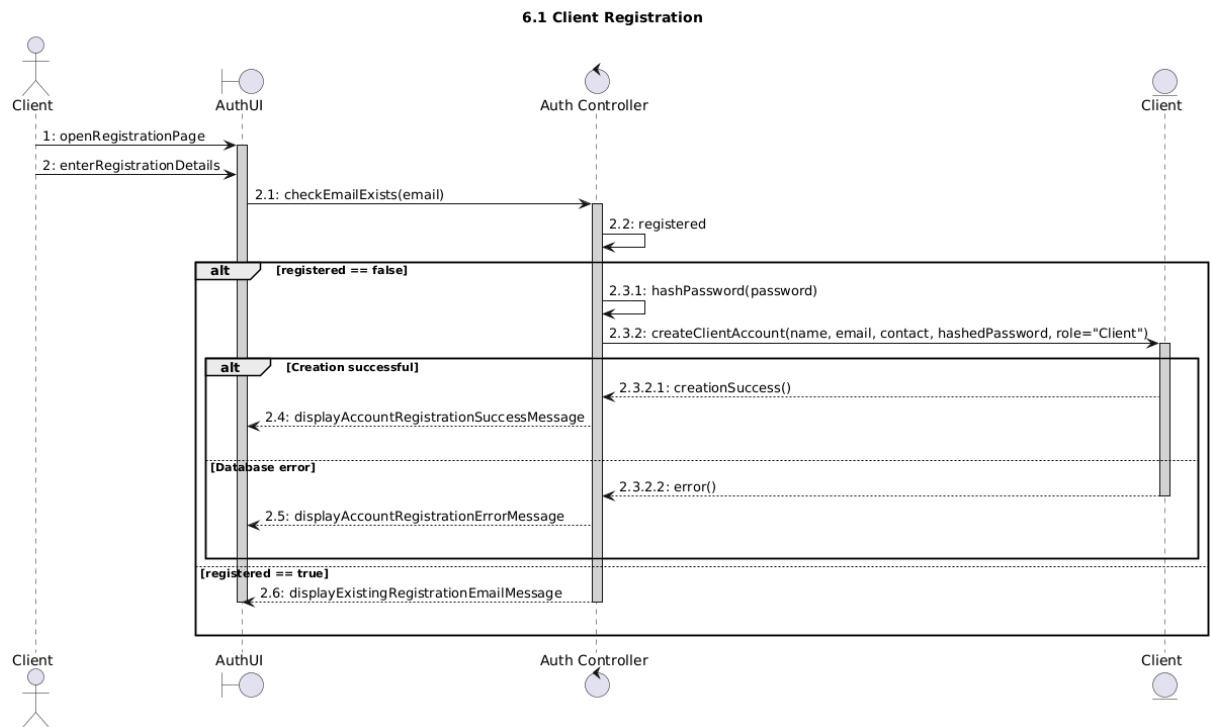 6.1 Client Registration
Client
AuthUI
Auth Controller
Client
1: openRegistrationPage
2: enterRegistrationDetails
2.1: checkEmailExists(email)
2.2: registered
alt [registered == false]
2.3.1: hashPassword(password)
2.3.2: createClientAccount(name, email, contact, hashedPassword, role="Client")
alt [Creation successful]
2.3.2.1: creationSuccess()
2.4: displayAccountRegistrationSuccessMessage
[Database error]
2.3.2.2: error()
2.5: displayAccountRegistrationErrorMessage
[registered == true]
2.6: displayExistingRegistrationEmailMessage
Client
AuthUI
Auth Controller
Client